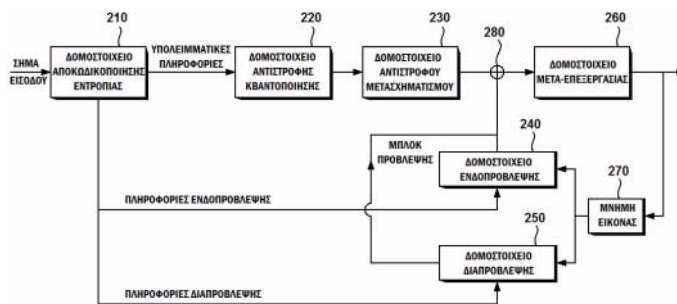 210
220
230
280
260
ΣΗΜΑ
ΕΙΣΟΔΟΥ
ΔΟΜΟΣΤΟΙΧΕΙΟ
ΑΠΟΚΩΔΙΚΟΠΟΙΗΣΗΣ
ΕΝΤΡΟΠΙΑΣ
ΥΠΟΛΕΙΜΜΑΤΙΚΕΣ
ΠΛΗΡΟΦΟΡΙΕΣ
ΔΟΜΟΣΤΟΙΧΕΙΟ
ΑΝΤΙΣΤΡΟΦΗΣ
ΚΒΑΝΤΟΠΟΙΗΣΗΣ
ΔΟΜΟΣΤΟΙΧΕΙΟ
ΑΝΤΙΣΤΡΟΦΟΥ
ΜΕΤΑΣΧΗΜΑΤΙΣΜΟΥ
ΔΟΜΟΣΤΟΙΧΕΙΟ
ΜΕΤΑ-ΕΠΕΞΕΡΓΑΣΙΑΣ
ΜΠΛΟΚ
ΠΡΟΒΛΕΨΗΣ
240
ΔΟΜΟΣΤΟΙΧΕΙΟ
ΕΝΔΟΠΡΟΒΛΕΨΗΣ
270
ΜΝΗΜΗ
ΕΙΚΟΝΑΣ
ΠΛΗΡΟΦΟΡΙΕΣ ΕΝΔΟΠΡΟΒΛΕΨΗΣ
250
ΔΟΜΟΣΤΟΙΧΕΙΟ
ΔΙΑΠΡΟΒΛΕΨΗΣ
ΠΛΗΡΟΦΟΡΙΕΣ ΔΙΑΠΡΟΒΛΕΨΗΣ